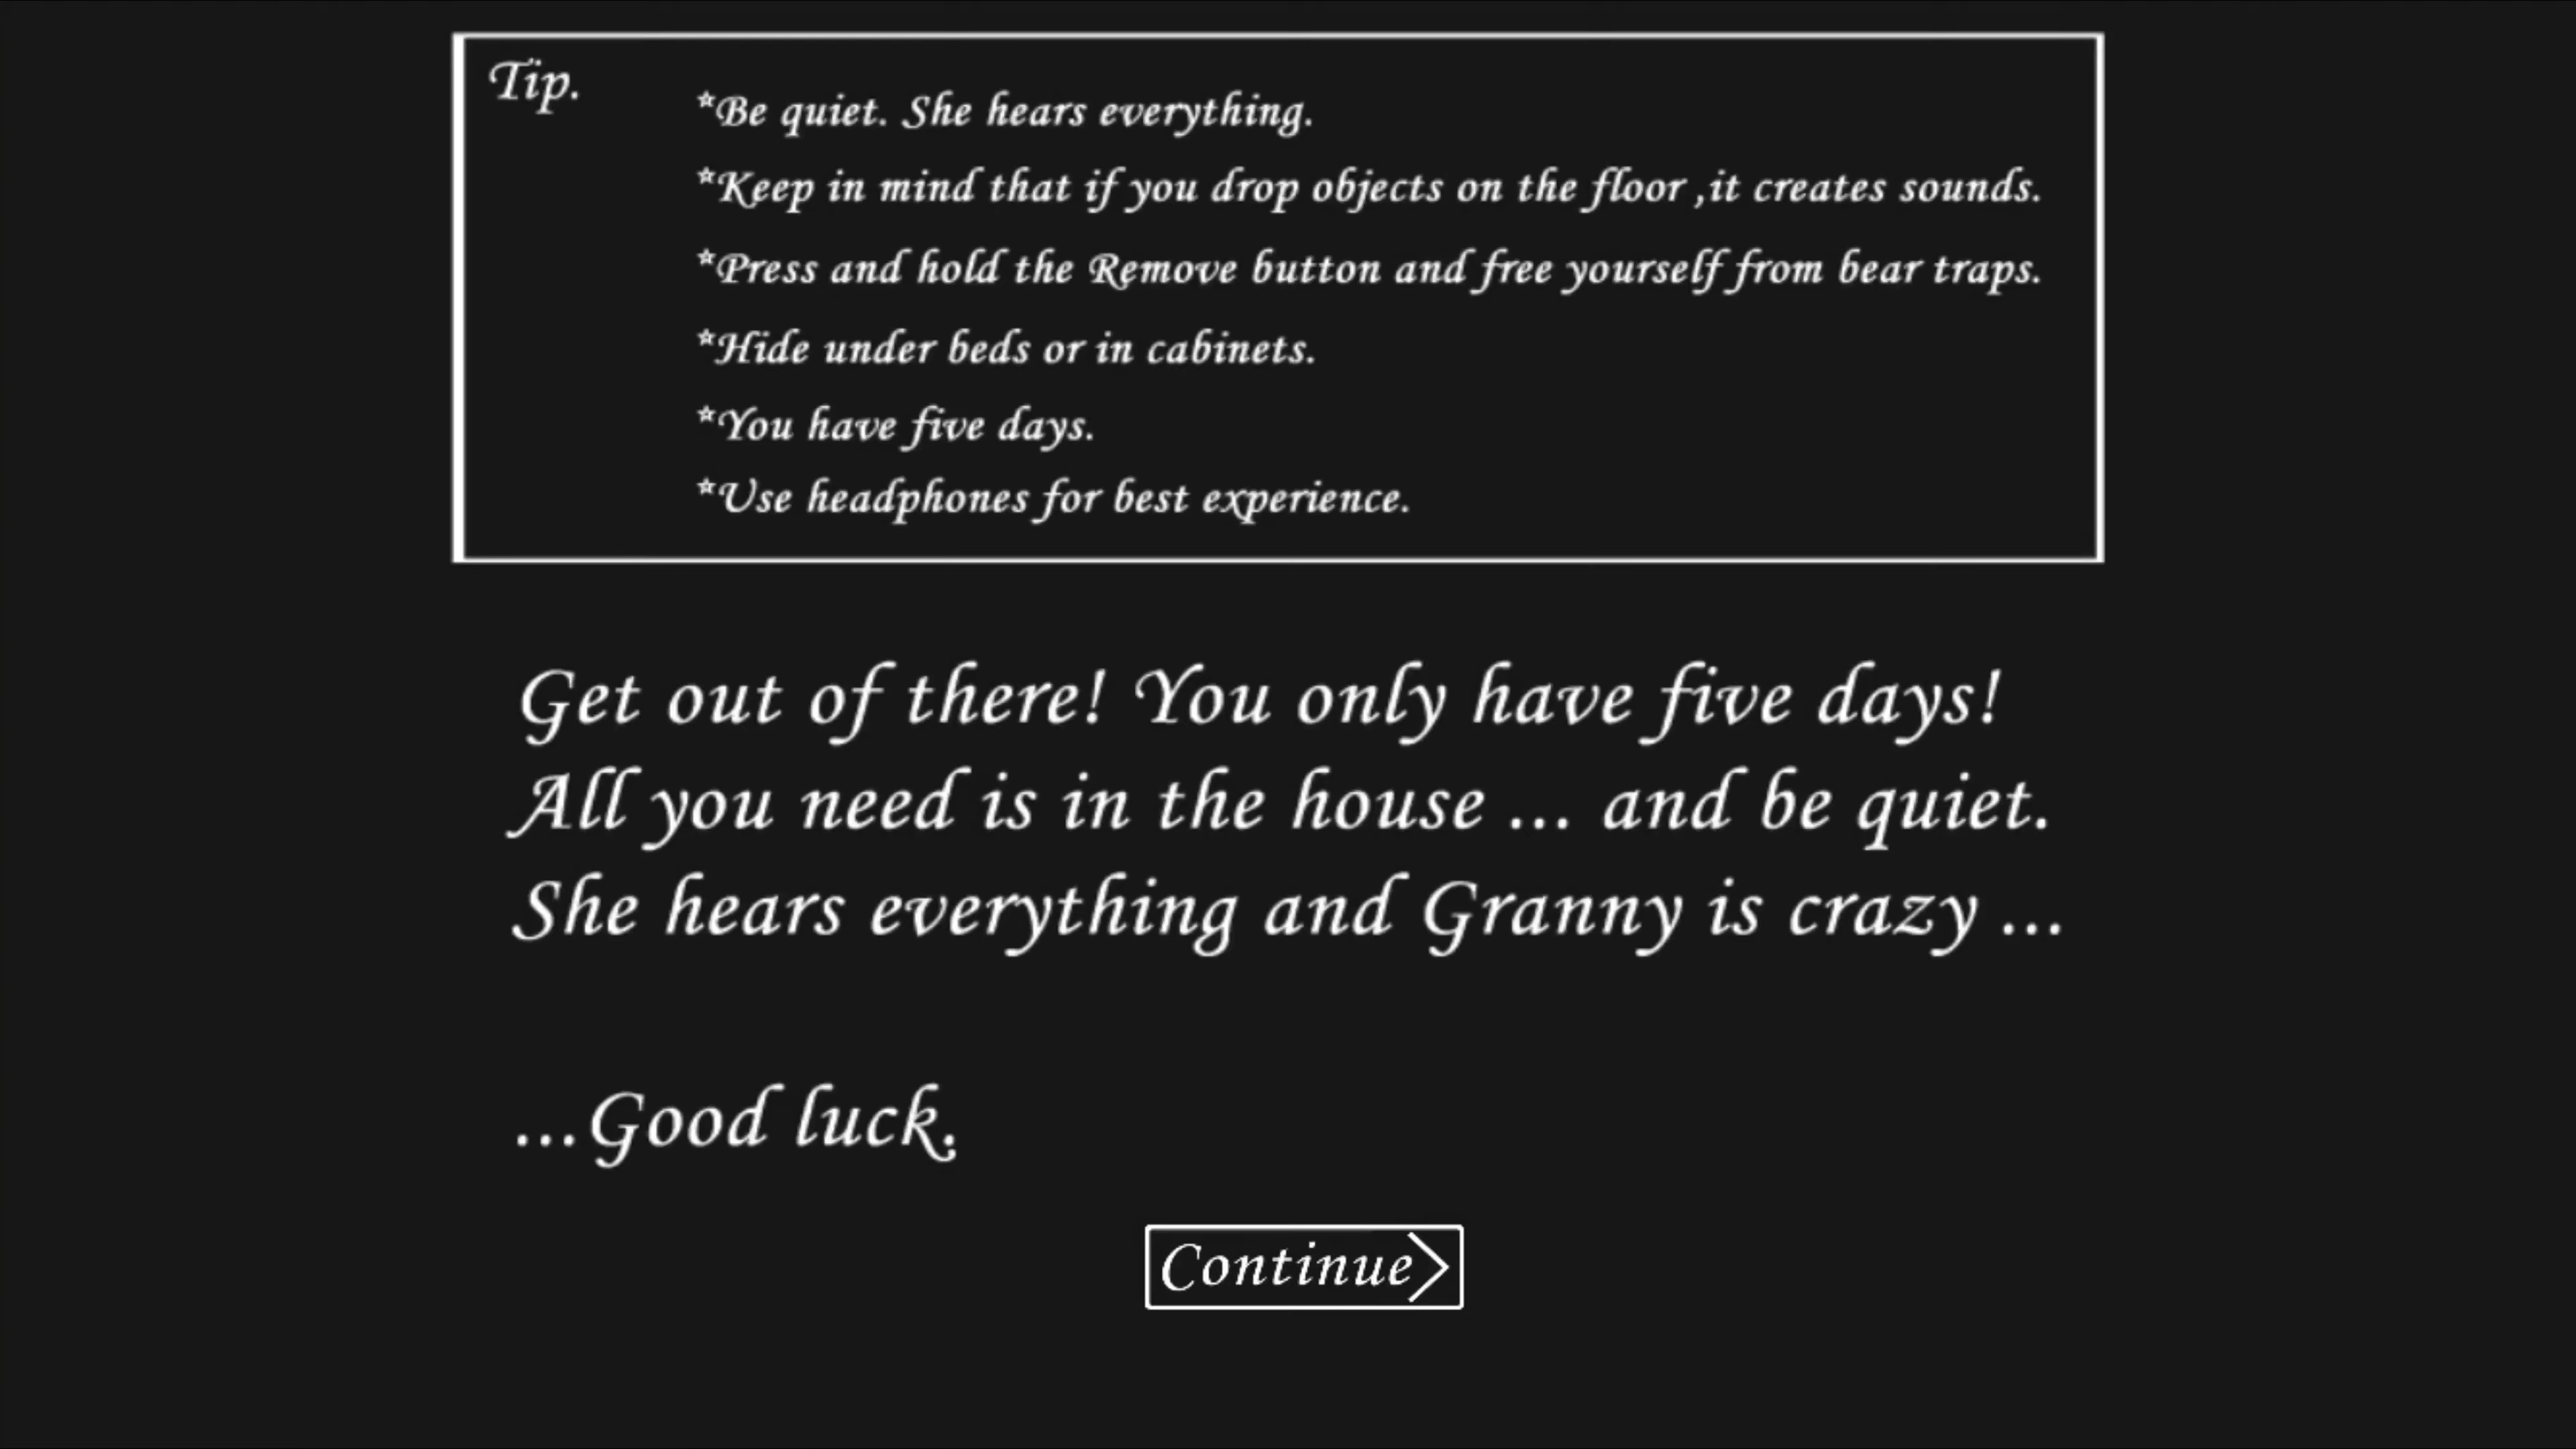 Tip.
*Be quiet. She hears everything.
*Keep in mind that if you drop objects on the floor ,it creates sounds.
*Press and hold the Remove button and free yourself from bear traps.
*Hide under beds or in cabinets.
*You have five days.
*Use headphones for best experience.
Get out of there! You only have five days!
All you need is in the house ... and be quiet.
She hears everything and Granny is crazy ...
...Good luck.
Continue>